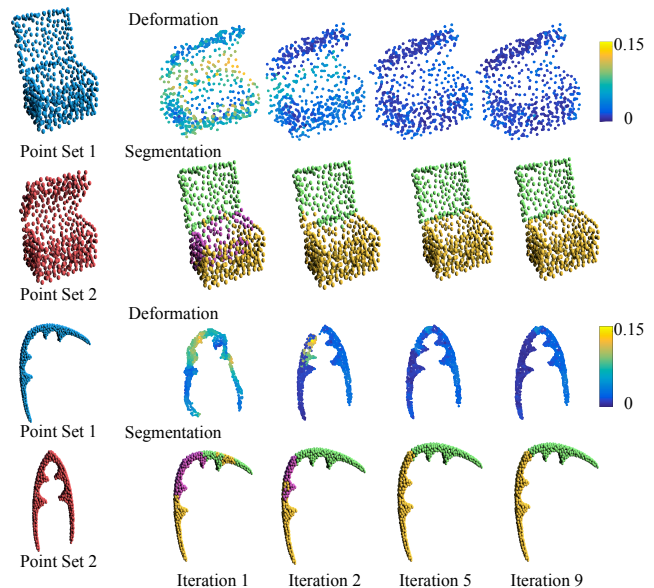 Deformation
0.15
0
Point Set 1
Segmentation
Point Set 2
Deformation
0.15
0
Point Set 1
Segmentation
Point Set 2
Iteration 1
Iteration 2
Iteration 5
Iteration 9